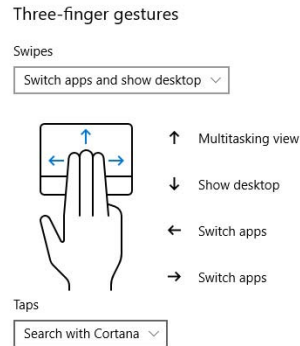 Three-finger gestures
Swipes
Switch apps and show desktop
↑ Multitasking view
↓ Show desktop
← Switch apps
→ Switch apps
Taps
Search with Cortana